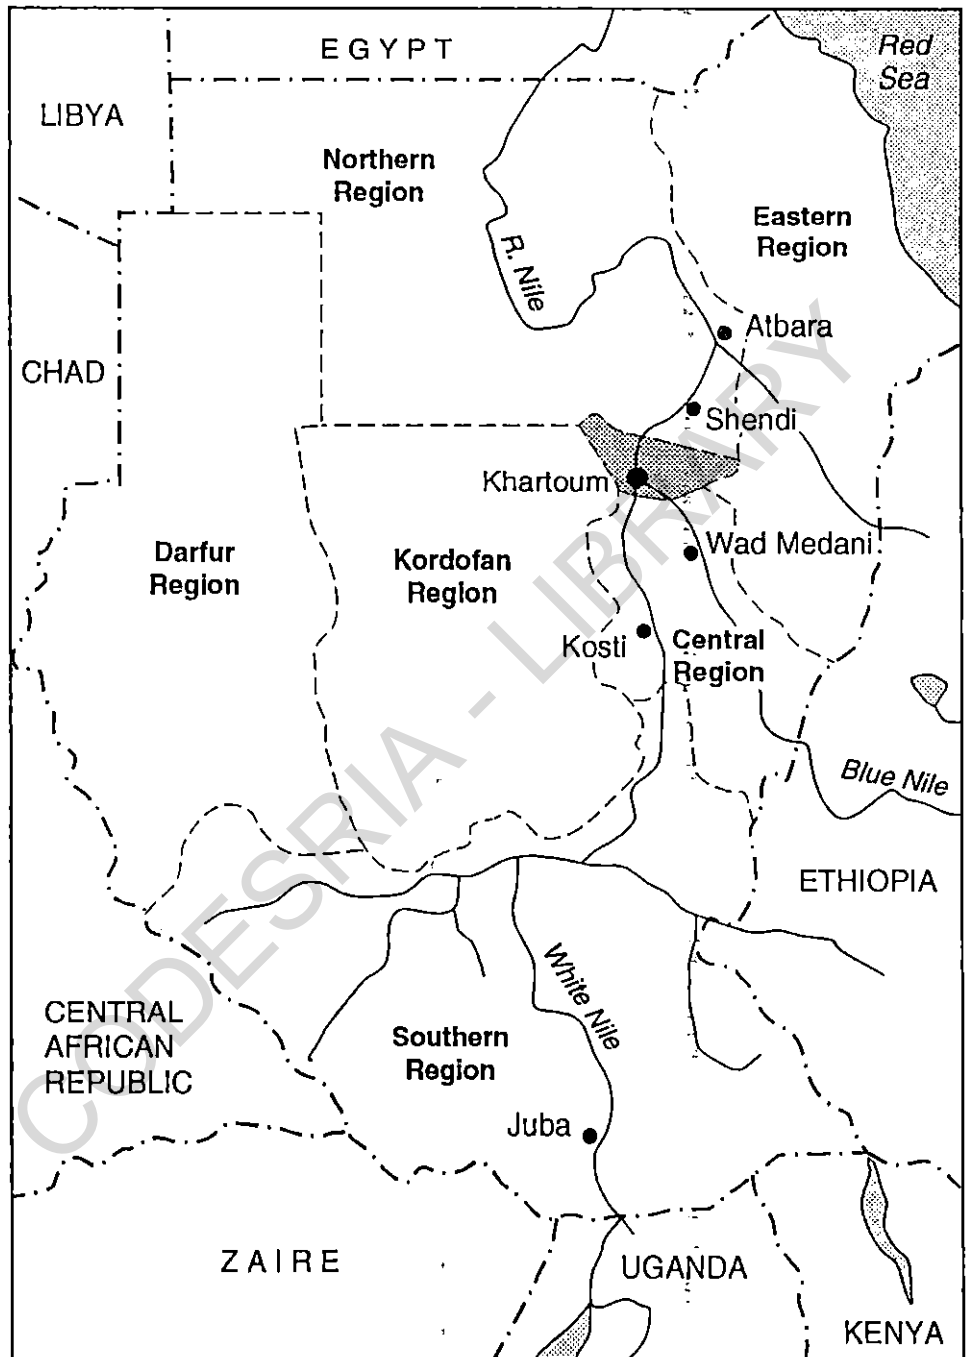 EGYPT
Red
Sea
LIBYA
Northern
Region
Eastern
Region
R. Nile
Atbara
CHAD
Shendi
Khartoum
Wad Medani
Darfur
Region
Kordofan
Region
Kosti
Central
Region
Blue Nile
ETHIOPIA
White Nile
CENTRAL
AFRICAN
REPUBLIC
Southern
Region
Juba
ZAIRE
UGANDA
KENYA
CODESRIA - LIBRARY